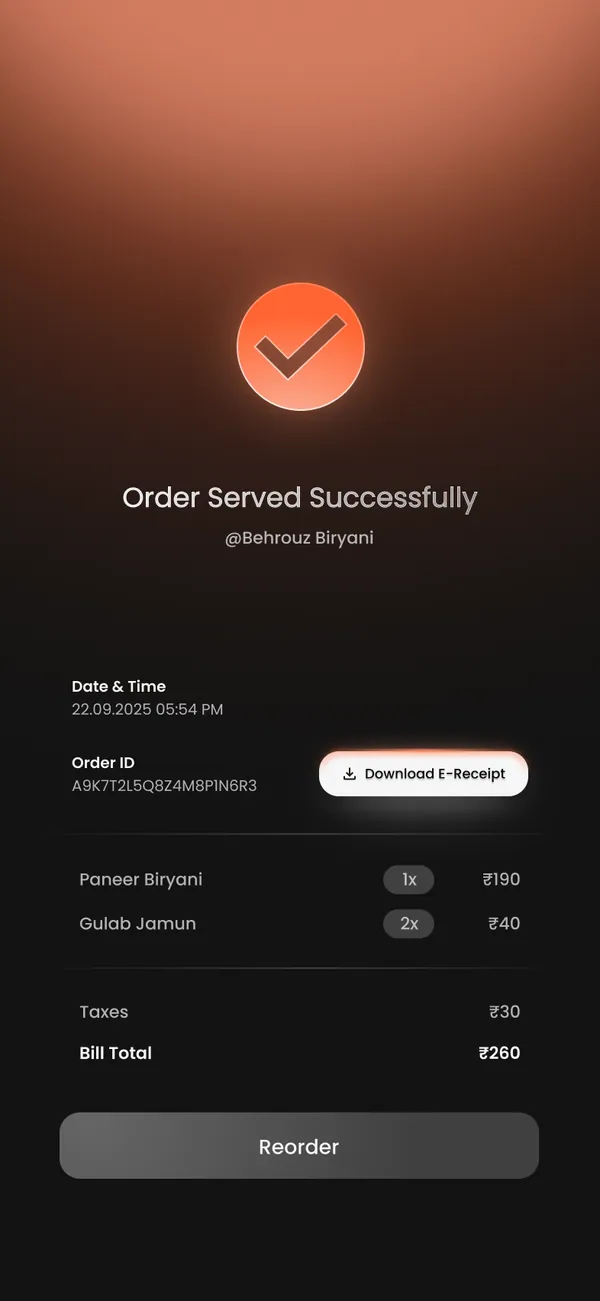 Order Served Successfully
@Behrouz Biryani
Date & Time
22.09.2025 05:54 PM
Order ID
A9K7T2L5Q8Z4M8P1N6R3
Download E-Receipt
Paneer Biryani 1x ₹190
Gulab Jamun 2x ₹40
Taxes ₹30
Bill Total ₹260
Reorder